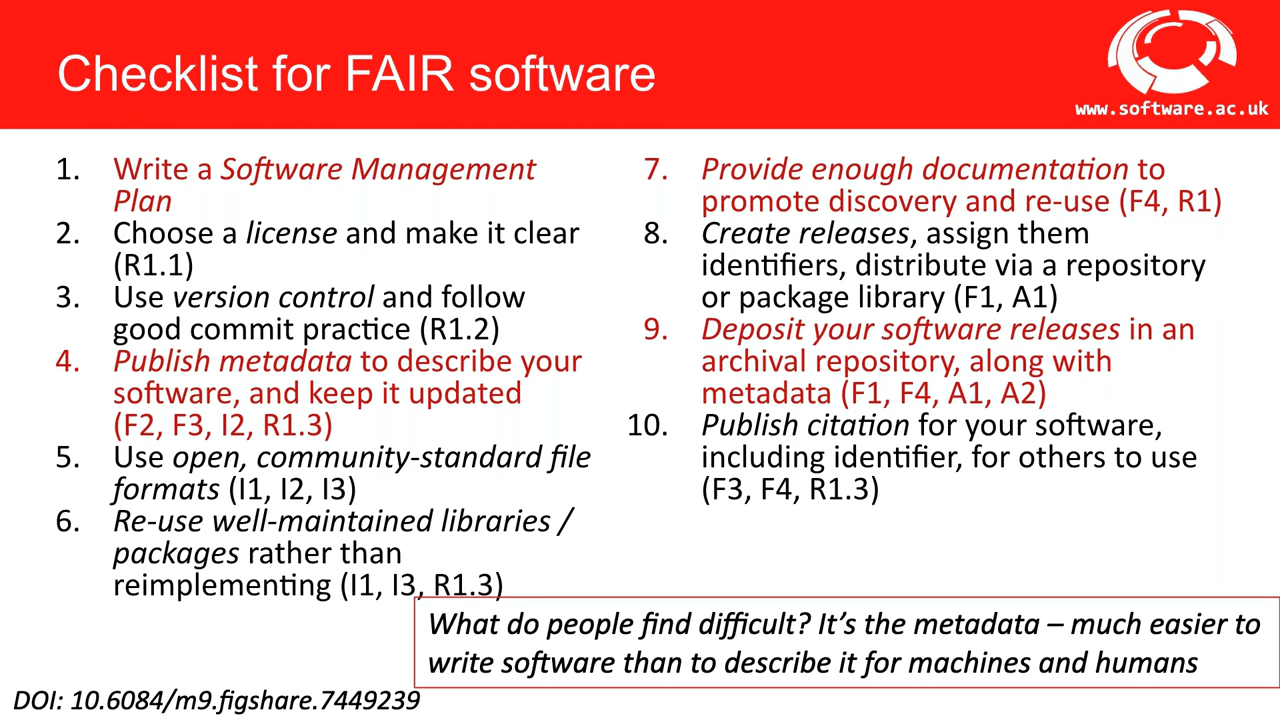 Checklist for FAIR software
www.software.ac.uk
1. Write a Software Management
Plan
2. Choose a license and make it clear
(R1.1)
3. Use version control and follow
good commit practice (R1.2)
4. Publish metadata to describe your
software, and keep it updated
(F2, F3, I2, R1.3)
5. Use open, community-standard file
formats (I1, I2, I3)
6. Re-use well-maintained libraries /
packages rather than
reimplementing (I1, I3, R1.3)
7. Provide enough documentation to
promote discovery and re-use (F4, R1)
8. Create releases, assign them
identifiers, distribute via a repository
or package library (F1, A1)
9. Deposit your software releases in an
archival repository, along with
metadata (F1, F4, A1, A2)
10. Publish citation for your software,
including identifier, for others to use
(F3, F4, R1.3)
What do people find difficult? It's the metadata – much easier to
write software than to describe it for machines and humans
DOI: 10.6084/m9.figshare.7449239